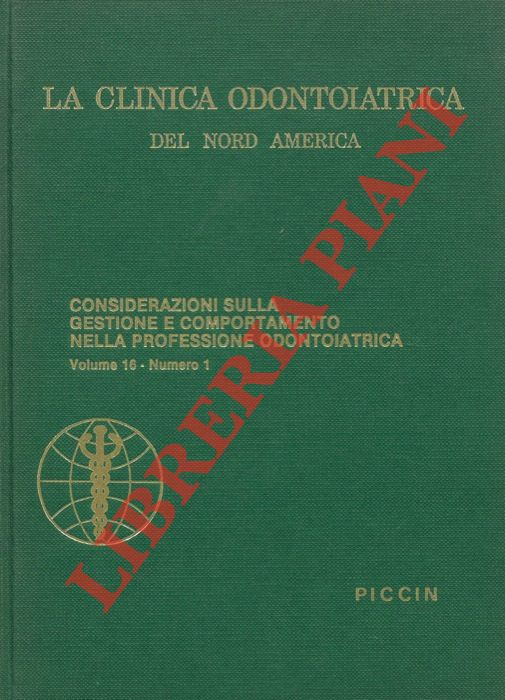 LA CLINICA ODONTOIATRICA
DEL NORD AMERICA
CONSIDERAZIONI SULLA
GESTIONE E COMPORTAMENTO
NELLA PROFESSIONE ODONTOIATRICA
Volume 16 - Numero 1
LIBRERIA PIANI
PICCIN